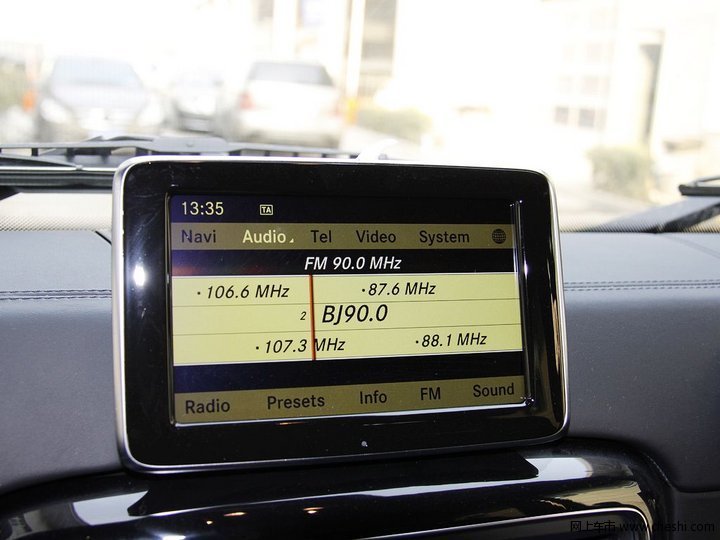 13:35 TA
Navi Audio Tel Video System
FM 90.0 MHz
·106.6 MHz ·87.6 MHz
2 BJ90.0
·107.3 MHz ·88.1 MHz
Radio Presets Info FM Sound
网上车市 www.cheshi.com